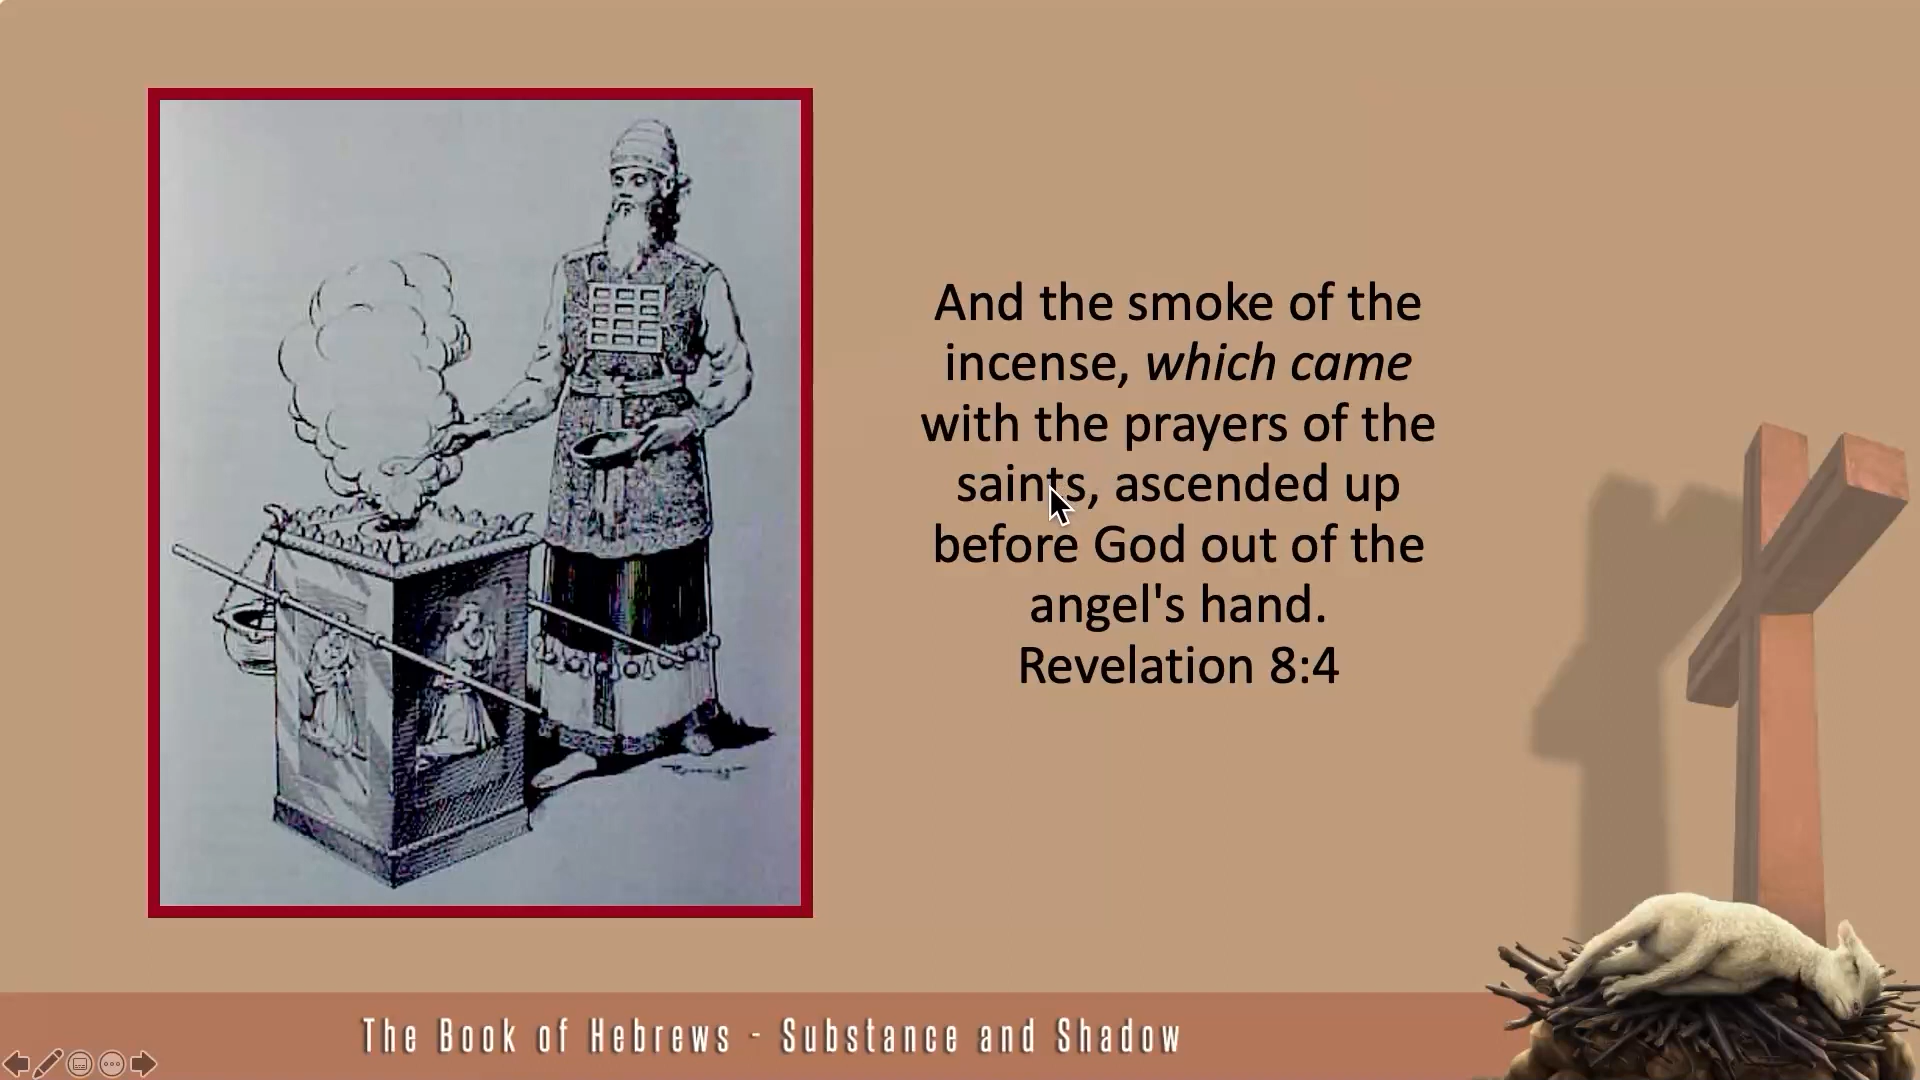 And the smoke of the
incense, which came
with the prayers of the
saints, ascended up
before God out of the
angel's hand.
Revelation 8:4
The Book of Hebrews - Substance and Shadow